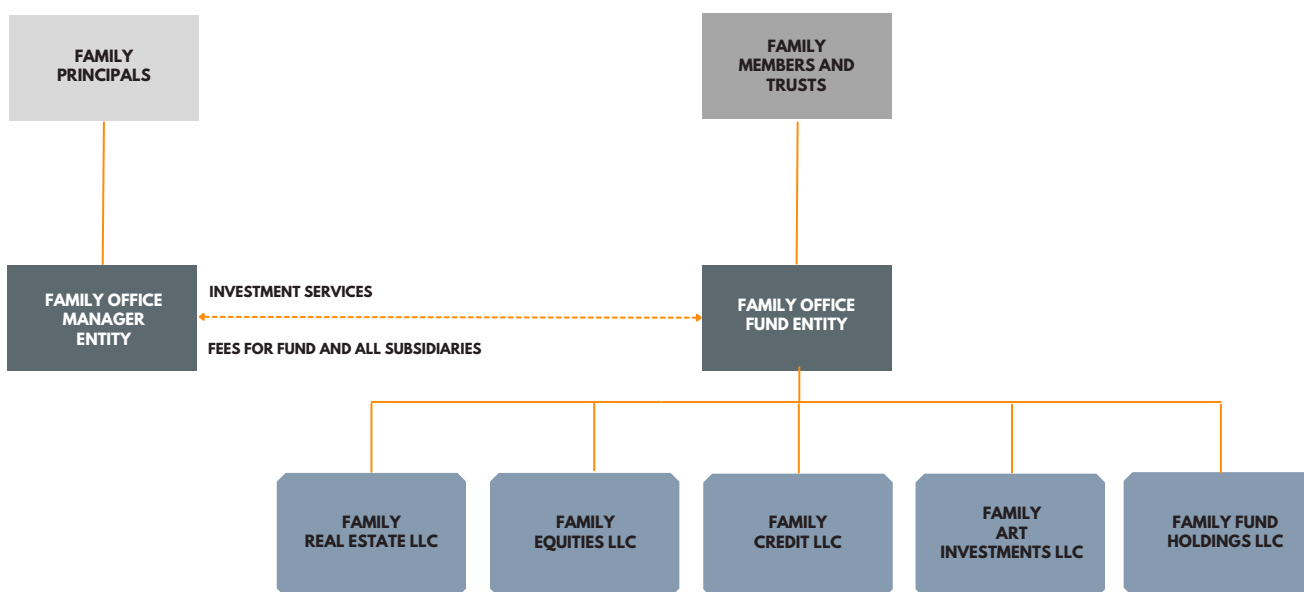 FAMILY
PRINCIPALS
FAMILY
MEMBERS AND
TRUSTS
FAMILY OFFICE
MANAGER
ENTITY
INVESTMENT SERVICES
FEES FOR FUND AND ALL SUBSIDIARIES
FAMILY OFFICE
FUND ENTITY
FAMILY
REAL ESTATE LLC
FAMILY
EQUITIES LLC
FAMILY
CREDIT LLC
FAMILY
ART
INVESTMENTS LLC
FAMILY FUND
HOLDINGS LLC